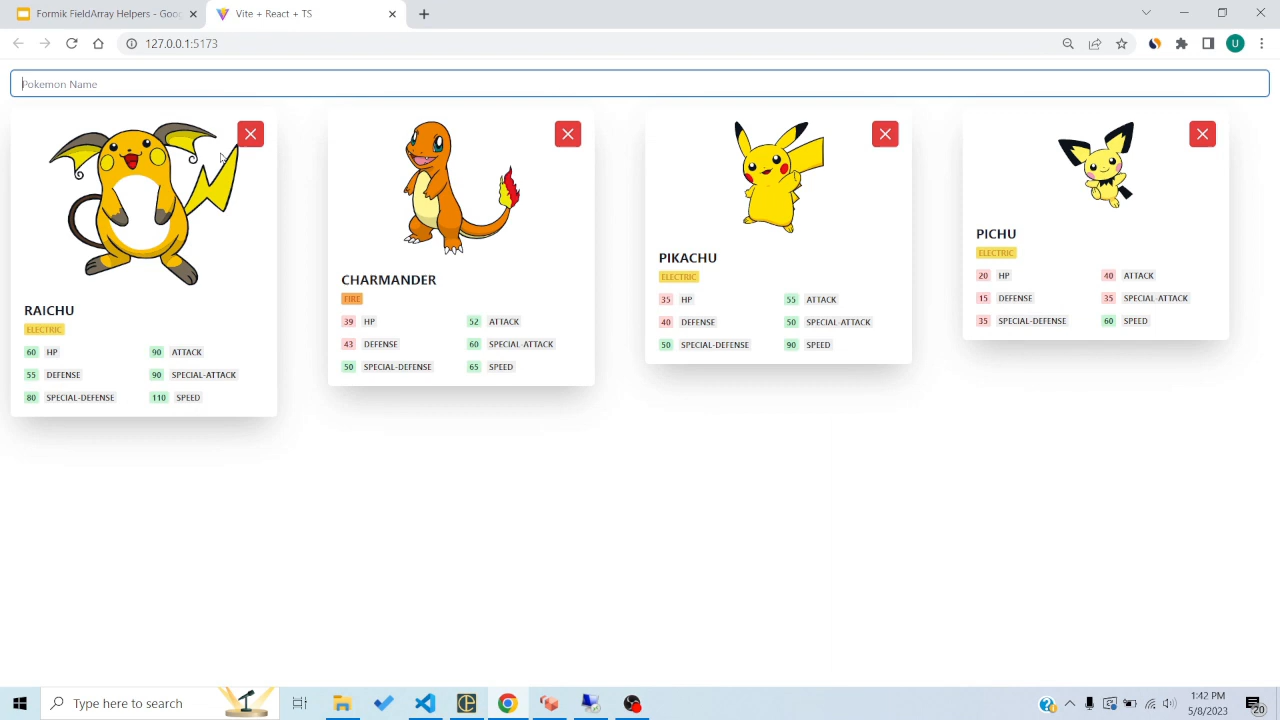 Formik FieldArray Helpers - Goo
Vite + React + TS
127.0.0.1:5173
U
Pokemon Name
RAICHU
ELECTRIC
60 HP 90 ATTACK
55 DEFENSE 90 SPECIAL-ATTACK
80 SPECIAL-DEFENSE 110 SPEED
CHARMANDER
FIRE
39 HP 52 ATTACK
43 DEFENSE 60 SPECIAL-ATTACK
50 SPECIAL-DEFENSE 65 SPEED
PIKACHU
ELECTRIC
35 HP 55 ATTACK
40 DEFENSE 50 SPECIAL-ATTACK
50 SPECIAL-DEFENSE 90 SPEED
PICHU
ELECTRIC
20 HP 40 ATTACK
15 DEFENSE 35 SPECIAL-ATTACK
35 SPECIAL-DEFENSE 60 SPEED
Type here to search
1:42 PM
5/8/2023
20